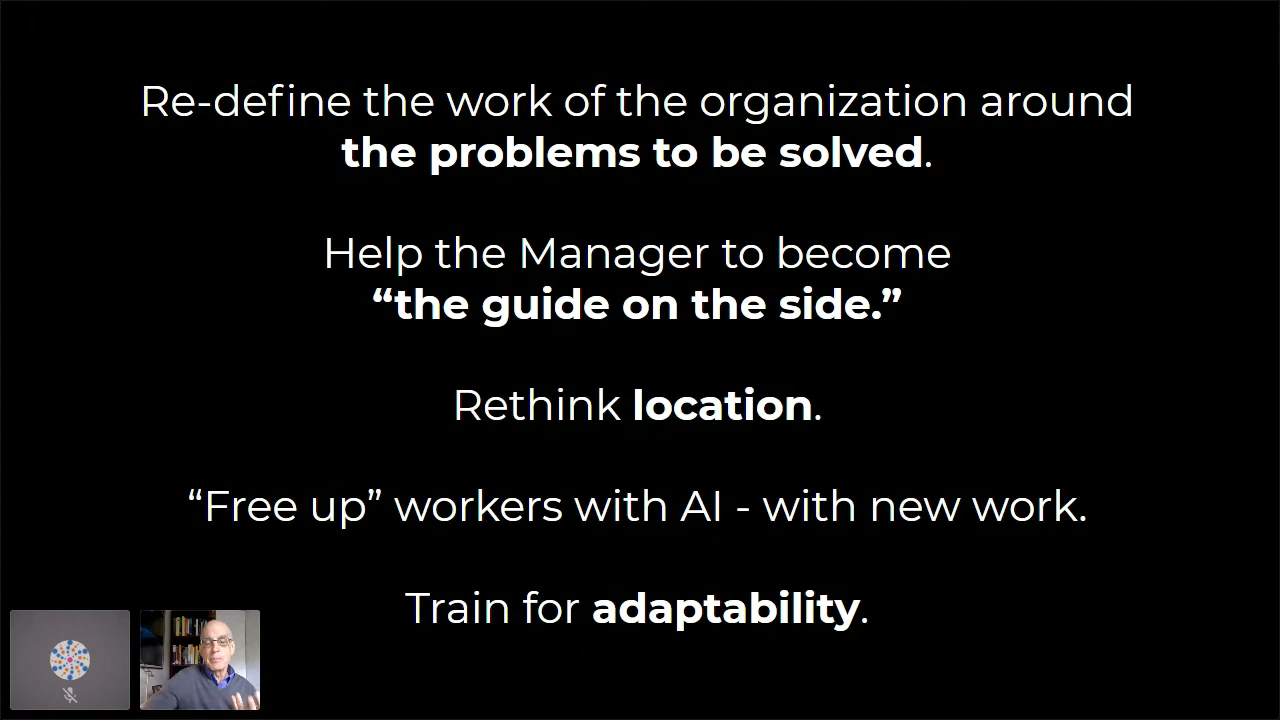 Re-define the work of the organization around
the problems to be solved.
Help the Manager to become
“the guide on the side.”
Rethink location.
“Free up” workers with AI - with new work.
Train for adaptability.